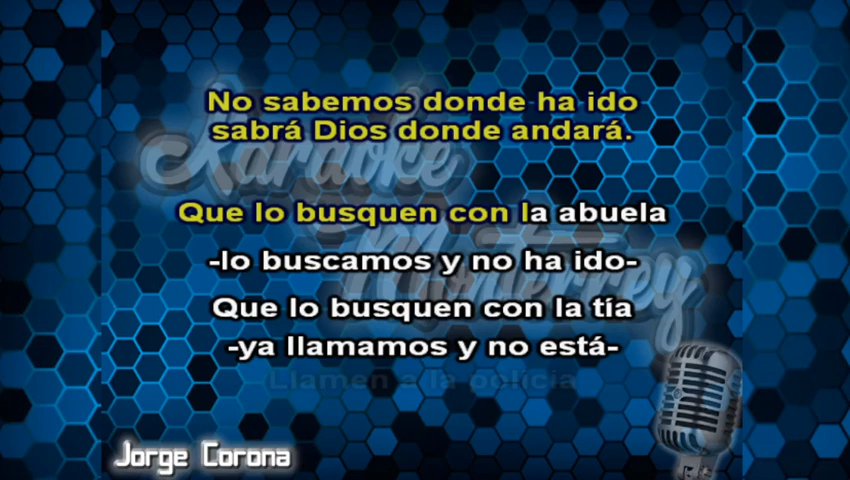 No sabemos donde ha ido
sabrá Dios donde andará.
Karaoke
Monterrey
Que lo busquen con la abuela
-lo buscamos y no ha ido-
Que lo busquen con la tía
-ya llamamos y no está-
Llamen a la policia
Jorge Corona